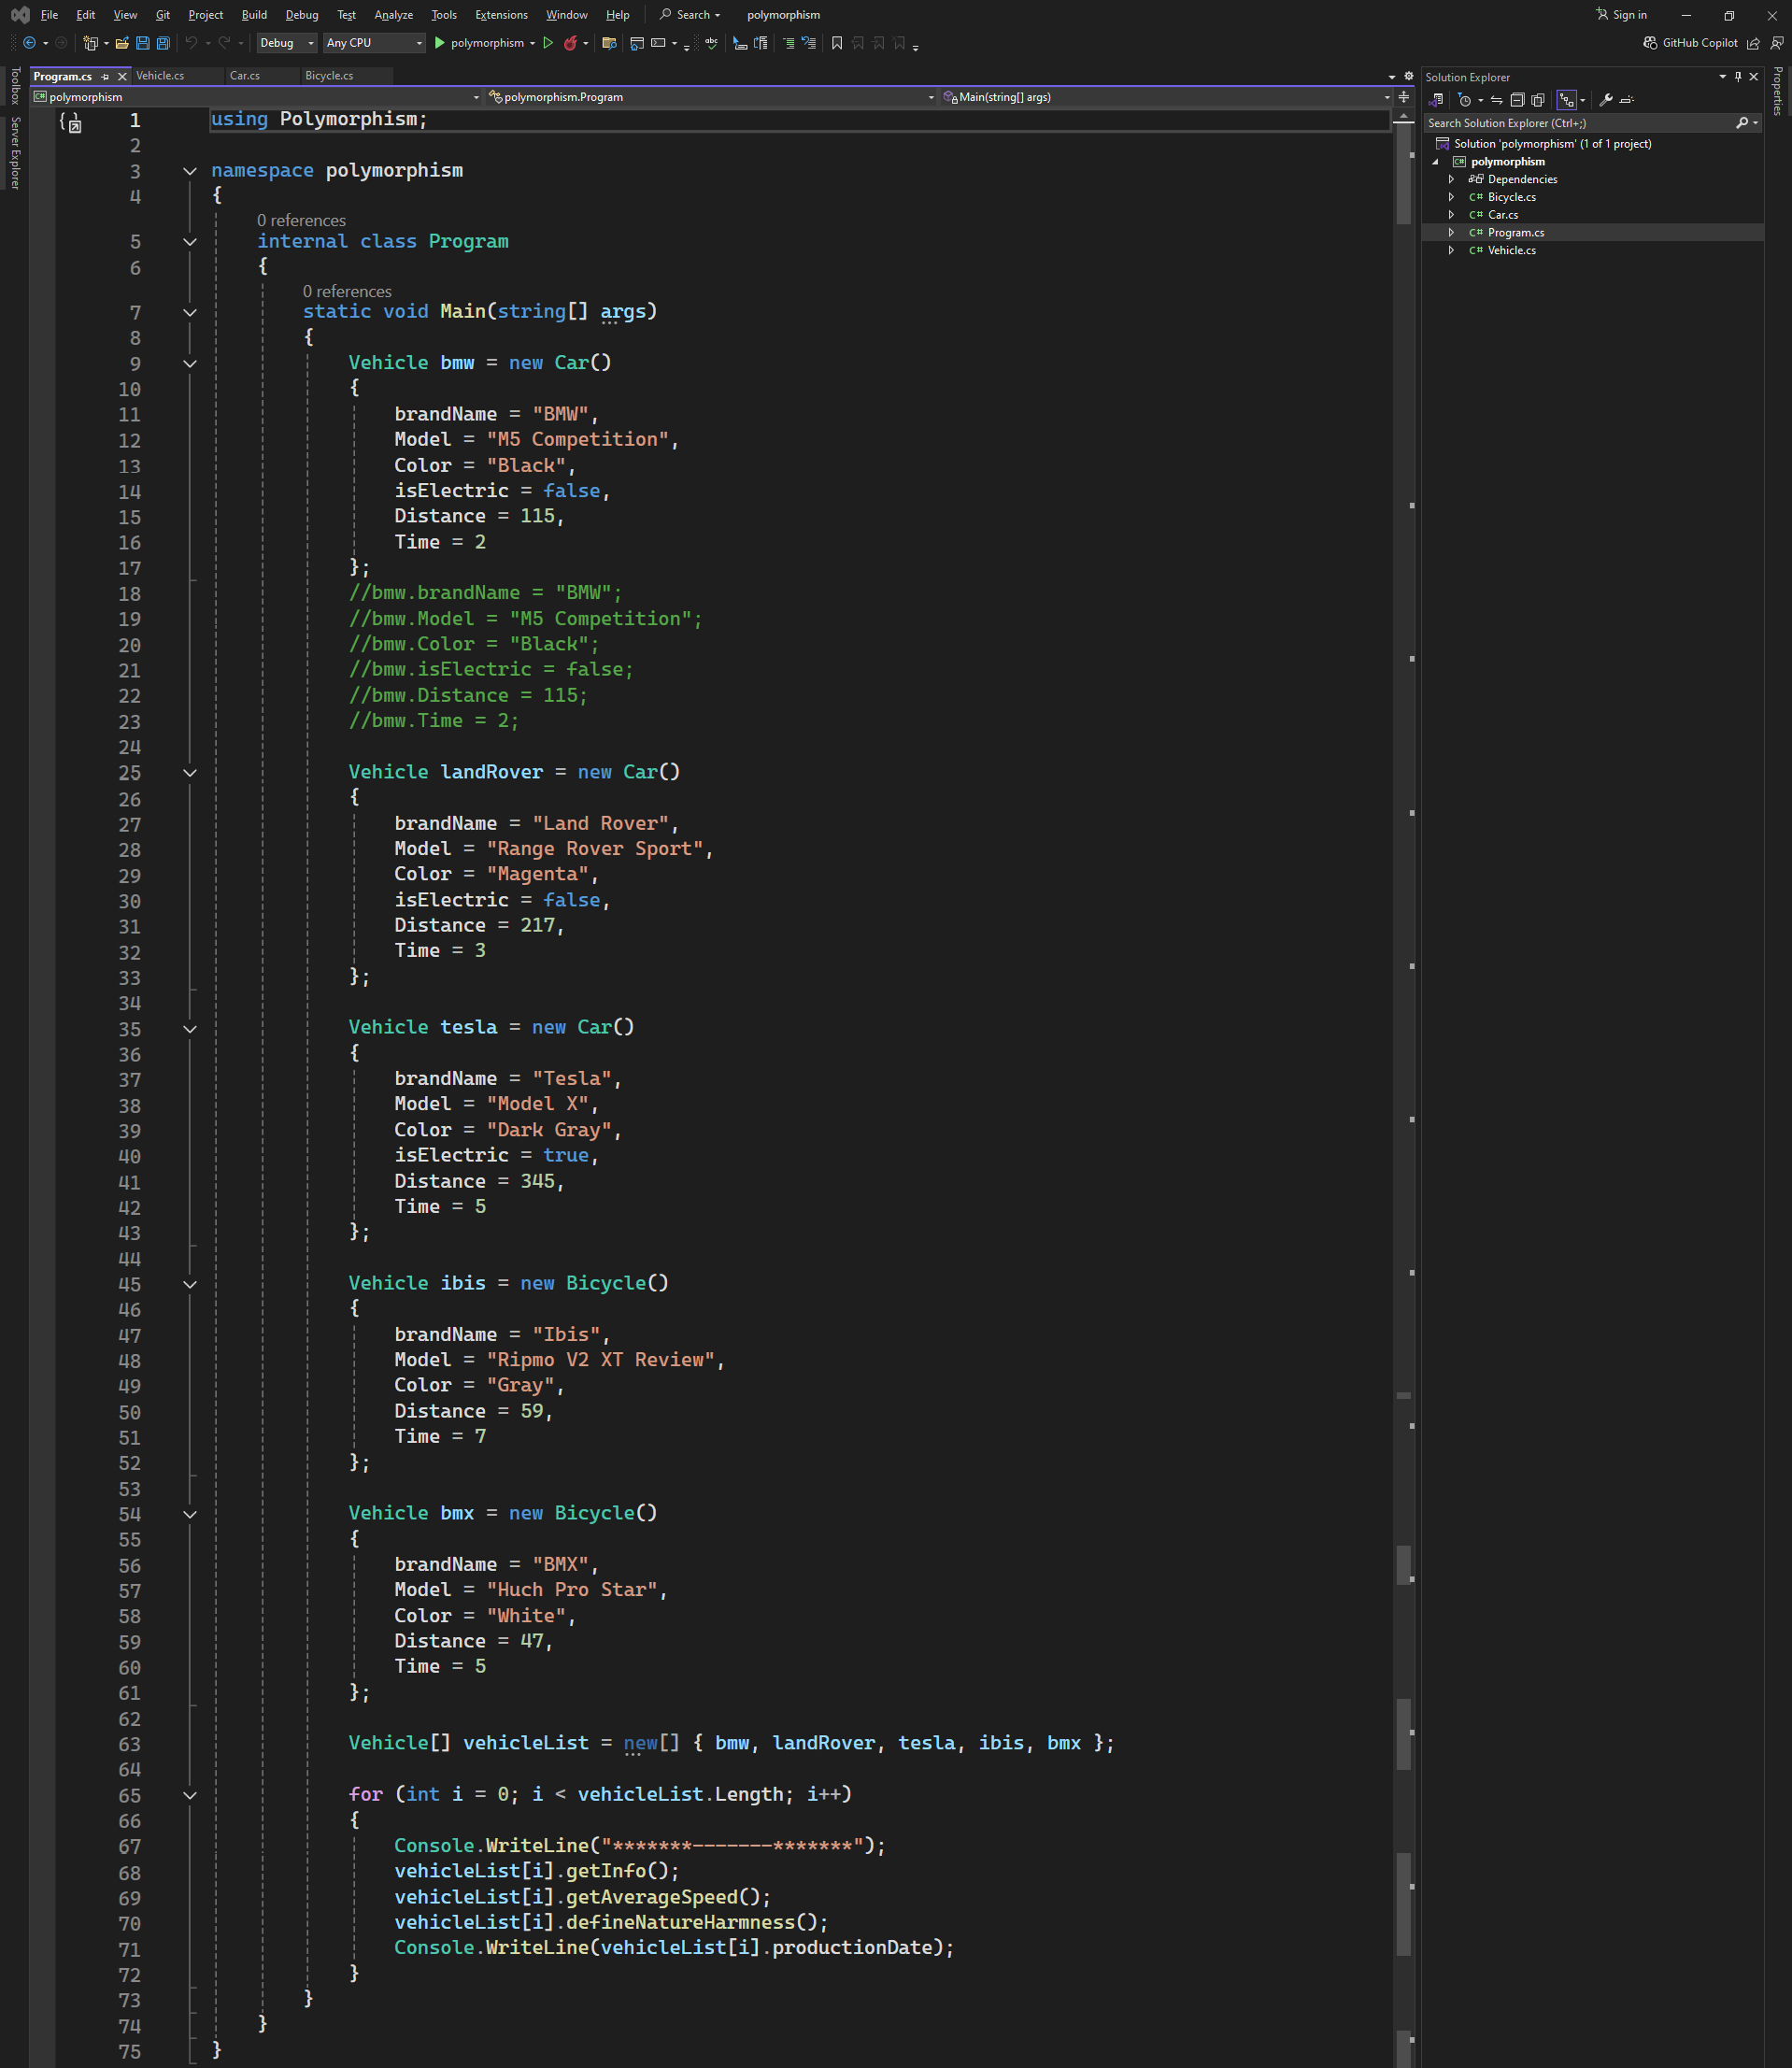 File Edit View Git Project Build Debug Test Analyze Tools Extensions Window Help Search polymorphism Sign in
Debug Any CPU polymorphism GitHub Copilot
Toolbox
Server Explorer
Program.cs Vehicle.cs Car.cs Bicycle.cs
polymorphism polymorphism.Program Main(string[] args)
1 using Polymorphism;
2
3 namespace polymorphism
4 {
0 references
5 internal class Program
6 {
0 references
7 static void Main(string[] args)
8 {
9 Vehicle bmw = new Car()
10 {
11 brandName = "BMW",
12 Model = "M5 Competition",
13 Color = "Black",
14 isElectric = false,
15 Distance = 115,
16 Time = 2
17 };
18 //bmw.brandName = "BMW";
19 //bmw.Model = "M5 Competition";
20 //bmw.Color = "Black";
21 //bmw.isElectric = false;
22 //bmw.Distance = 115;
23 //bmw.Time = 2;
24
25 Vehicle landRover = new Car()
26 {
27 brandName = "Land Rover",
28 Model = "Range Rover Sport",
29 Color = "Magenta",
30 isElectric = false,
31 Distance = 217,
32 Time = 3
33 };
34
35 Vehicle tesla = new Car()
36 {
37 brandName = "Tesla",
38 Model = "Model X",
39 Color = "Dark Gray",
40 isElectric = true,
41 Distance = 345,
42 Time = 5
43 };
44
45 Vehicle ibis = new Bicycle()
46 {
47 brandName = "Ibis",
48 Model = "Ripmo V2 XT Review",
49 Color = "Gray",
50 Distance = 59,
51 Time = 7
52 };
53
54 Vehicle bmx = new Bicycle()
55 {
56 brandName = "BMX",
57 Model = "Huch Pro Star",
58 Color = "White",
59 Distance = 47,
60 Time = 5
61 };
62
63 Vehicle[] vehicleList = new[] { bmw, landRover, tesla, ibis, bmx };
64
65 for (int i = 0; i < vehicleList.Length; i++)
66 {
67 Console.WriteLine("*******-------*******");
68 vehicleList[i].getInfo();
69 vehicleList[i].getAverageSpeed();
70 vehicleList[i].defineNatureHarmness();
71 Console.WriteLine(vehicleList[i].productionDate);
72 }
73 }
74 }
75 }
Solution Explorer
Search Solution Explorer (Ctrl+;)
Solution 'polymorphism' (1 of 1 project)
polymorphism
Dependencies
C# Bicycle.cs
C# Car.cs
C# Program.cs
C# Vehicle.cs
Properties